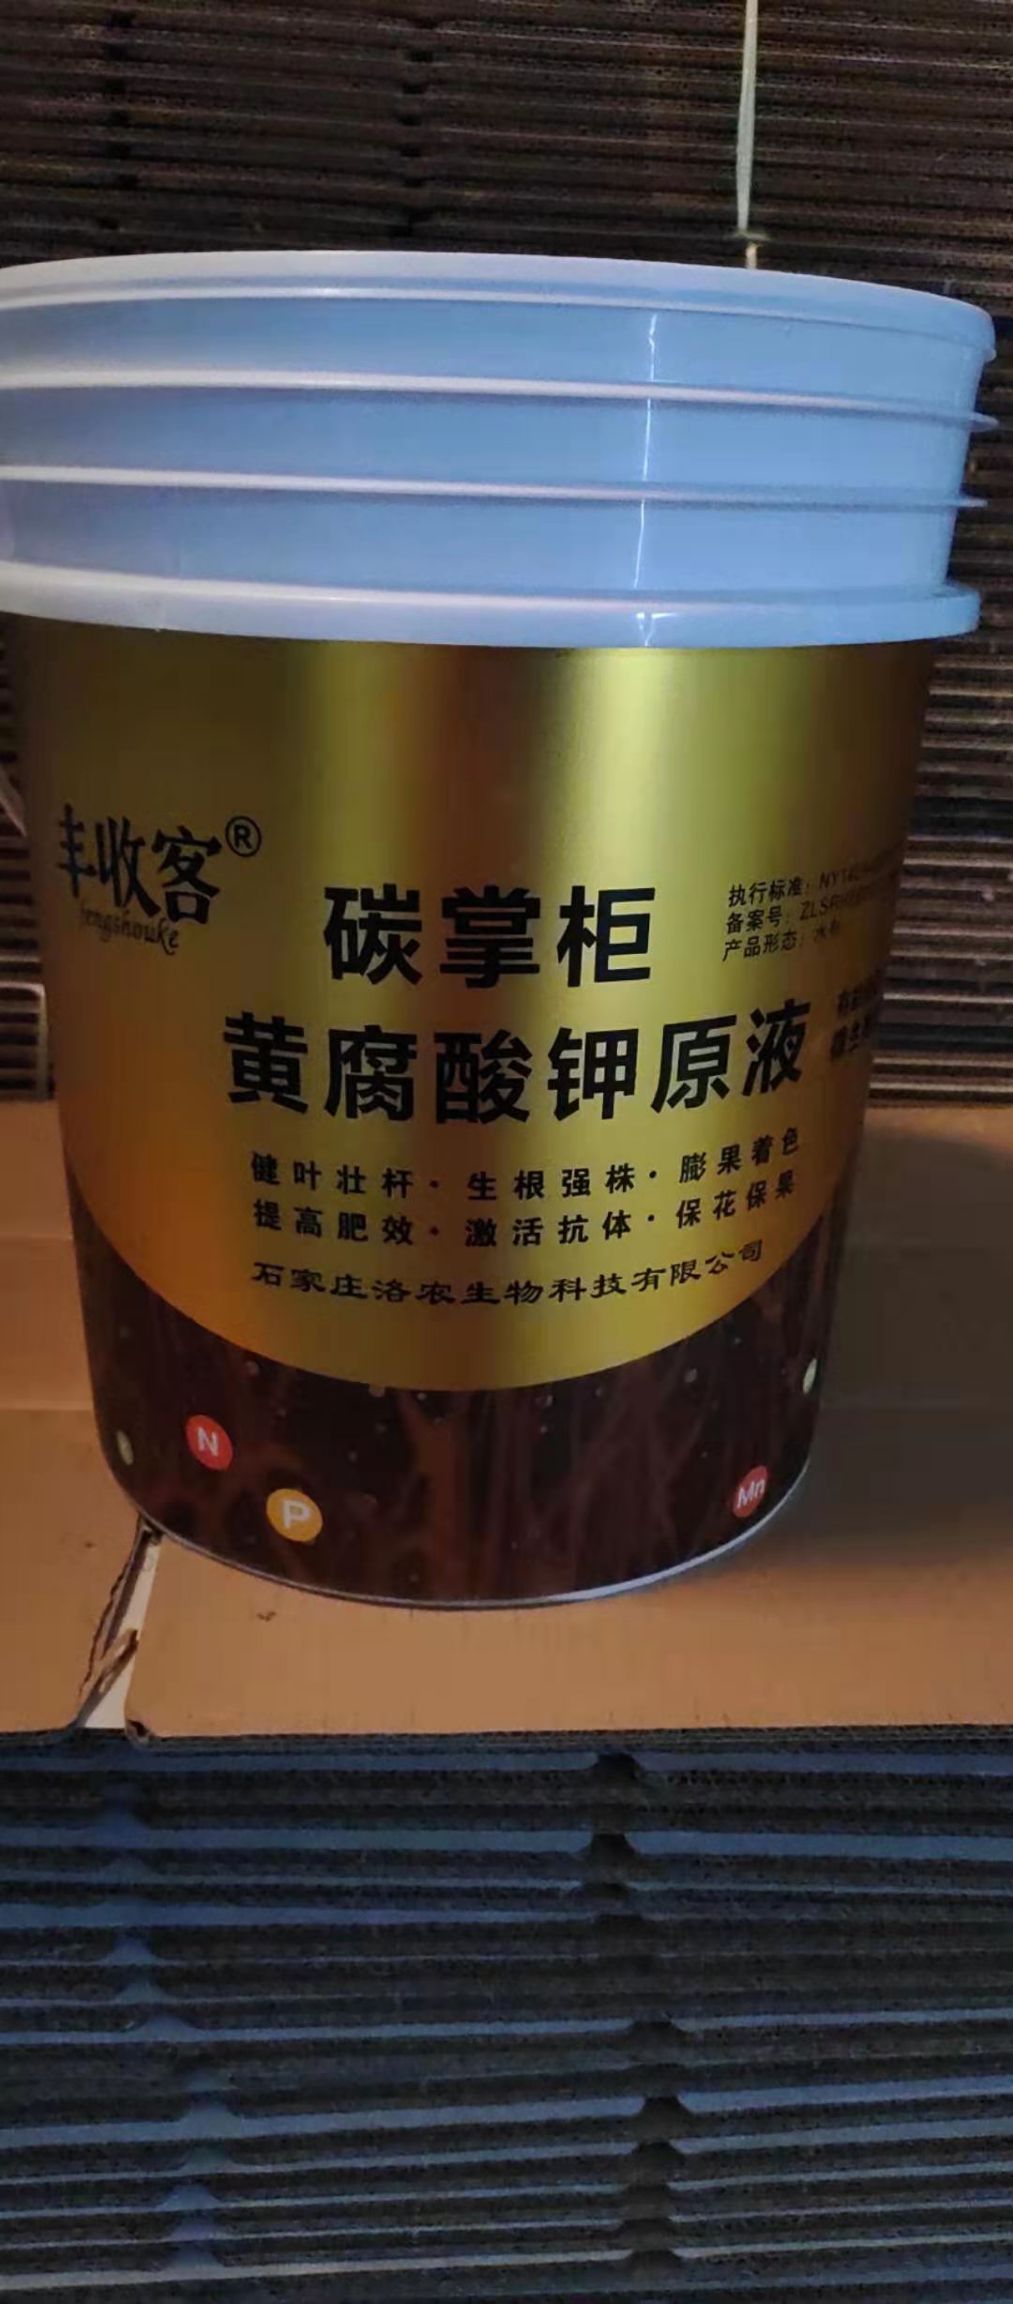 丰收客®
fengshouke
碳掌柜
执行标准：
备案号：
产品形态：水
黄腐酸钾原液
健叶壮杆·生根强株·膨果着色
提高肥效·激活抗体·保花保果
石家庄洛农生物科技有限公司
N
P
Mn